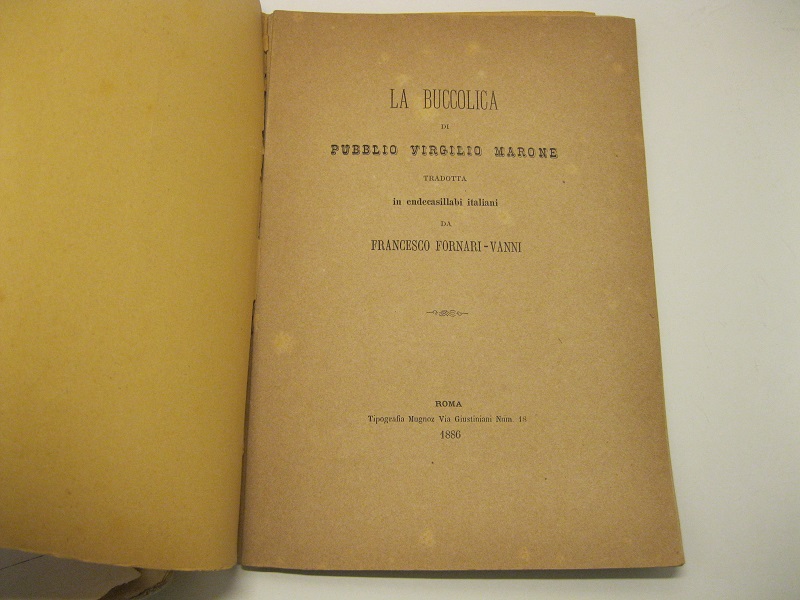 LA BUCCOLICA
DI
PUBBLIO VIRGILIO MARONE
TRADOTTA
in endecasillabi italiani
DA
FRANCESCO FORNARI-VANNI
ROMA
Tipografia Mugnoz Via Giustiniani Num. 18
1886